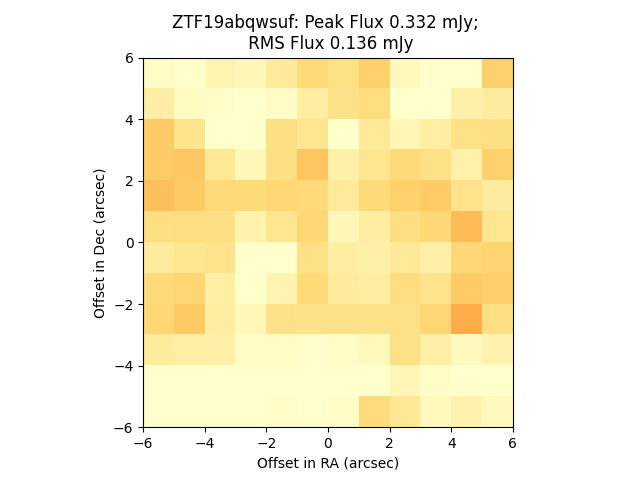 ZTF19abqwsuf: Peak Flux 0.332 mJy;
RMS Flux 0.136 mJy
6
4
2
0
−2
−4
−6
Offset in Dec (arcsec)
−6 −4 −2 0 2 4 6
Offset in RA (arcsec)